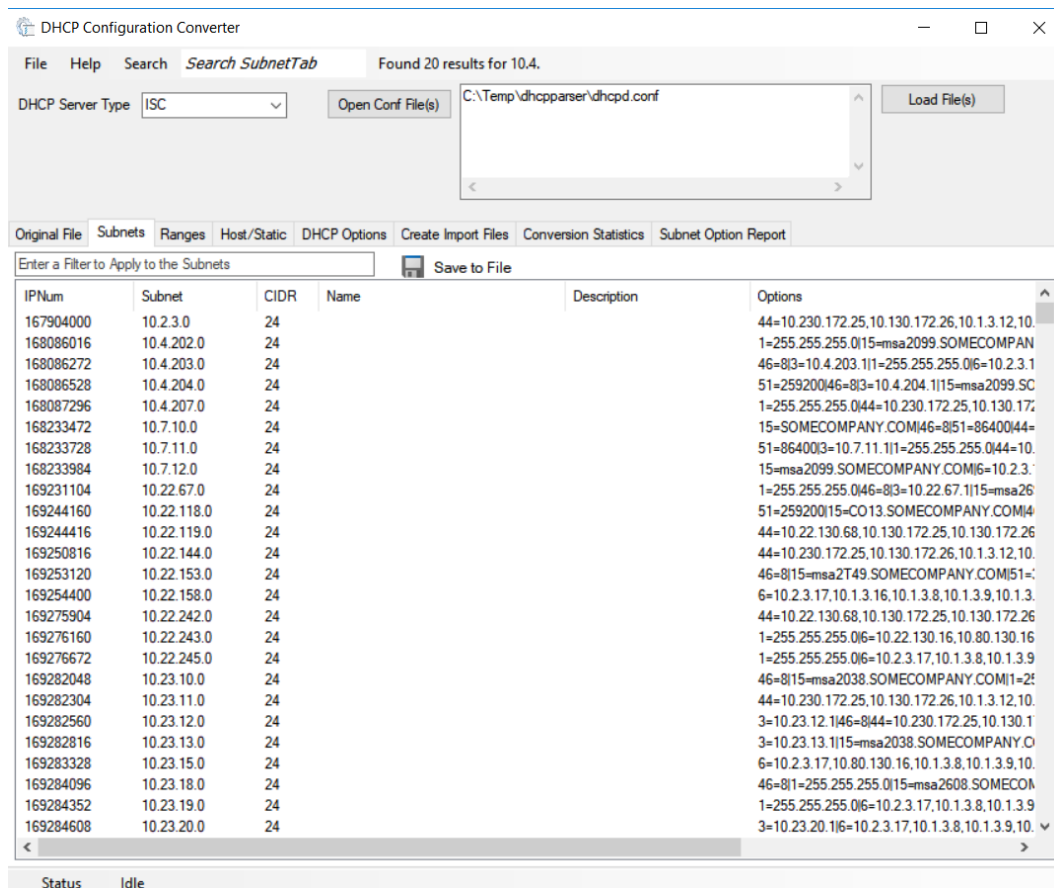 DHCP Configuration Converter
File Help Search Search SubnetTab Found 20 results for 10.4.
DHCP Server Type ISC Open Conf File(s) C:\Temp\dhcpparser\dhcpd.conf Load File(s)
Original File Subnets Ranges Host/Static DHCP Options Create Import Files Conversion Statistics Subnet Option Report
Enter a Filter to Apply to the Subnets Save to File
IPNum Subnet CIDR Name Description Options
167904000 10.2.3.0 24 44=10.230.172.25,10.130.172.26,10.1.3.12,10.
168086016 10.4.202.0 24 1=255.255.255.0|15=msa2099.SOMECOMPAN
168086272 10.4.203.0 24 46=8|3=10.4.203.1|1=255.255.255.0|6=10.2.3.1
168086528 10.4.204.0 24 51=259200|46=8|3=10.4.204.1|15=msa2099.SC
168087296 10.4.207.0 24 1=255.255.255.0|44=10.230.172.25,10.130.172
168233472 10.7.10.0 24 15=SOMECOMPANY.COM|46=8|51=86400|44=
168233728 10.7.11.0 24 51=86400|3=10.7.11.1|1=255.255.255.0|44=10.
168233984 10.7.12.0 24 15=msa2099.SOMECOMPANY.COM|6=10.2.3.
169231104 10.22.67.0 24 1=255.255.255.0|46=8|3=10.22.67.1|15=msa26
169244160 10.22.118.0 24 51=259200|15=CO13.SOMECOMPANY.COM|4
169244416 10.22.119.0 24 44=10.22.130.68,10.130.172.25,10.130.172.26
169250816 10.22.144.0 24 44=10.230.172.25,10.130.172.26,10.1.3.12,10.
169253120 10.22.153.0 24 46=8|15=msa2T49.SOMECOMPANY.COM|51=
169254400 10.22.158.0 24 6=10.2.3.17,10.1.3.16,10.1.3.8,10.1.3.9,10.1.3.
169275904 10.22.242.0 24 44=10.22.130.68,10.130.172.25,10.130.172.26
169276160 10.22.243.0 24 1=255.255.255.0|6=10.22.130.16,10.80.130.16
169276672 10.22.245.0 24 1=255.255.255.0|6=10.2.3.17,10.1.3.8,10.1.3.9
169282048 10.23.10.0 24 46=8|15=msa2038.SOMECOMPANY.COM|1=25
169282304 10.23.11.0 24 44=10.230.172.25,10.130.172.26,10.1.3.12,10.
169282560 10.23.12.0 24 3=10.23.12.1|46=8|44=10.230.172.25,10.130.1
169282816 10.23.13.0 24 3=10.23.13.1|15=msa2038.SOMECOMPANY.CO
169283328 10.23.15.0 24 6=10.2.3.17,10.80.130.16,10.1.3.8,10.1.3.9,10.
169284096 10.23.18.0 24 46=8|1=255.255.255.0|15=msa2608.SOMECOM
169284352 10.23.19.0 24 1=255.255.255.0|6=10.2.3.17,10.1.3.8,10.1.3.9
169284608 10.23.20.0 24 3=10.23.20.1|6=10.2.3.17,10.1.3.8,10.1.3.9,10.
Status Idle